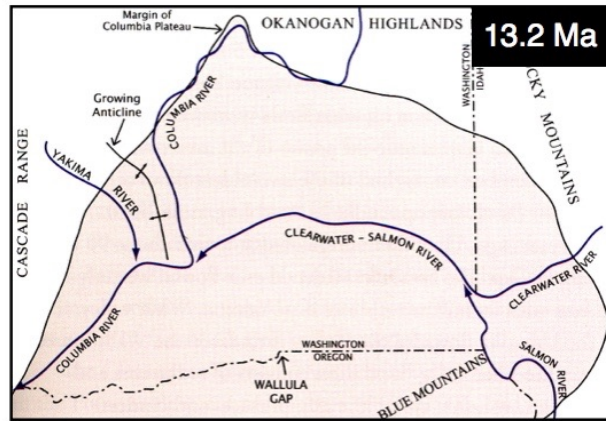 Margin of
Columbia Plateau
OKANOGAN HIGHLANDS
13.2 Ma
WASHINGTON
IDAHO
ROCKY MOUNTAINS
Growing
Anticline
COLUMBIA RIVER
CASCADE RANGE
YAKIMA
RIVER
CLEARWATER - SALMON RIVER
CLEARWATER RIVER
COLUMBIA RIVER
WASHINGTON
OREGON
WALLULA
GAP
BLUE MOUNTAINS
SALMON
RIVER